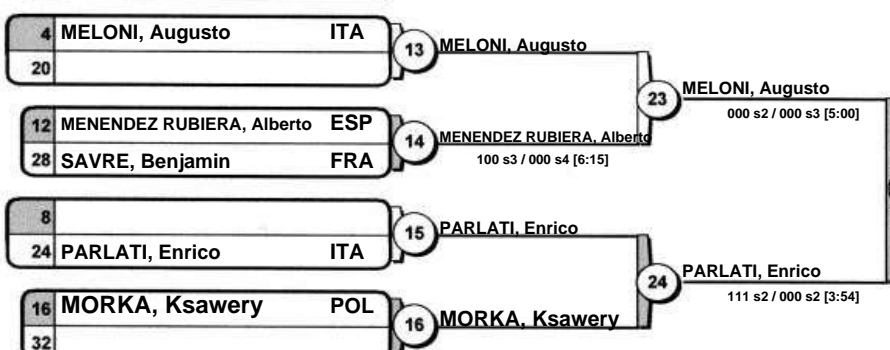 4 MELONI, Augusto ITA
20
13 MELONI, Augusto
12 MENENDEZ RUBIERA, Alberto ESP
28 SAVRE, Benjamin FRA
14 MENENDEZ RUBIERA, Alberto
100 s3 / 000 s4 [6:15]
23 MELONI, Augusto
000 s2 / 000 s3 [5:00]
8
24 PARLATI, Enrico ITA
15 PARLATI, Enrico
16 MORKA, Ksawery POL
32
16 MORKA, Ksawery
24 PARLATI, Enrico
111 s2 / 000 s2 [3:54]